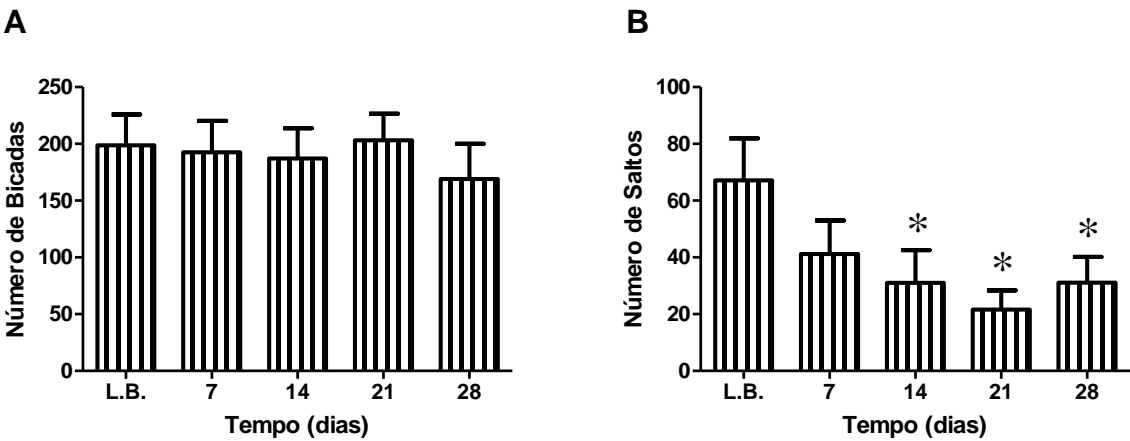 A
Número de Bicadas
250
200
150
100
50
0
L.B. 7 14 21 28
Tempo (dias)
B
Número de Saltos
100
80
60
40
20
0
* * *
L.B. 7 14 21 28
Tempo (dias)